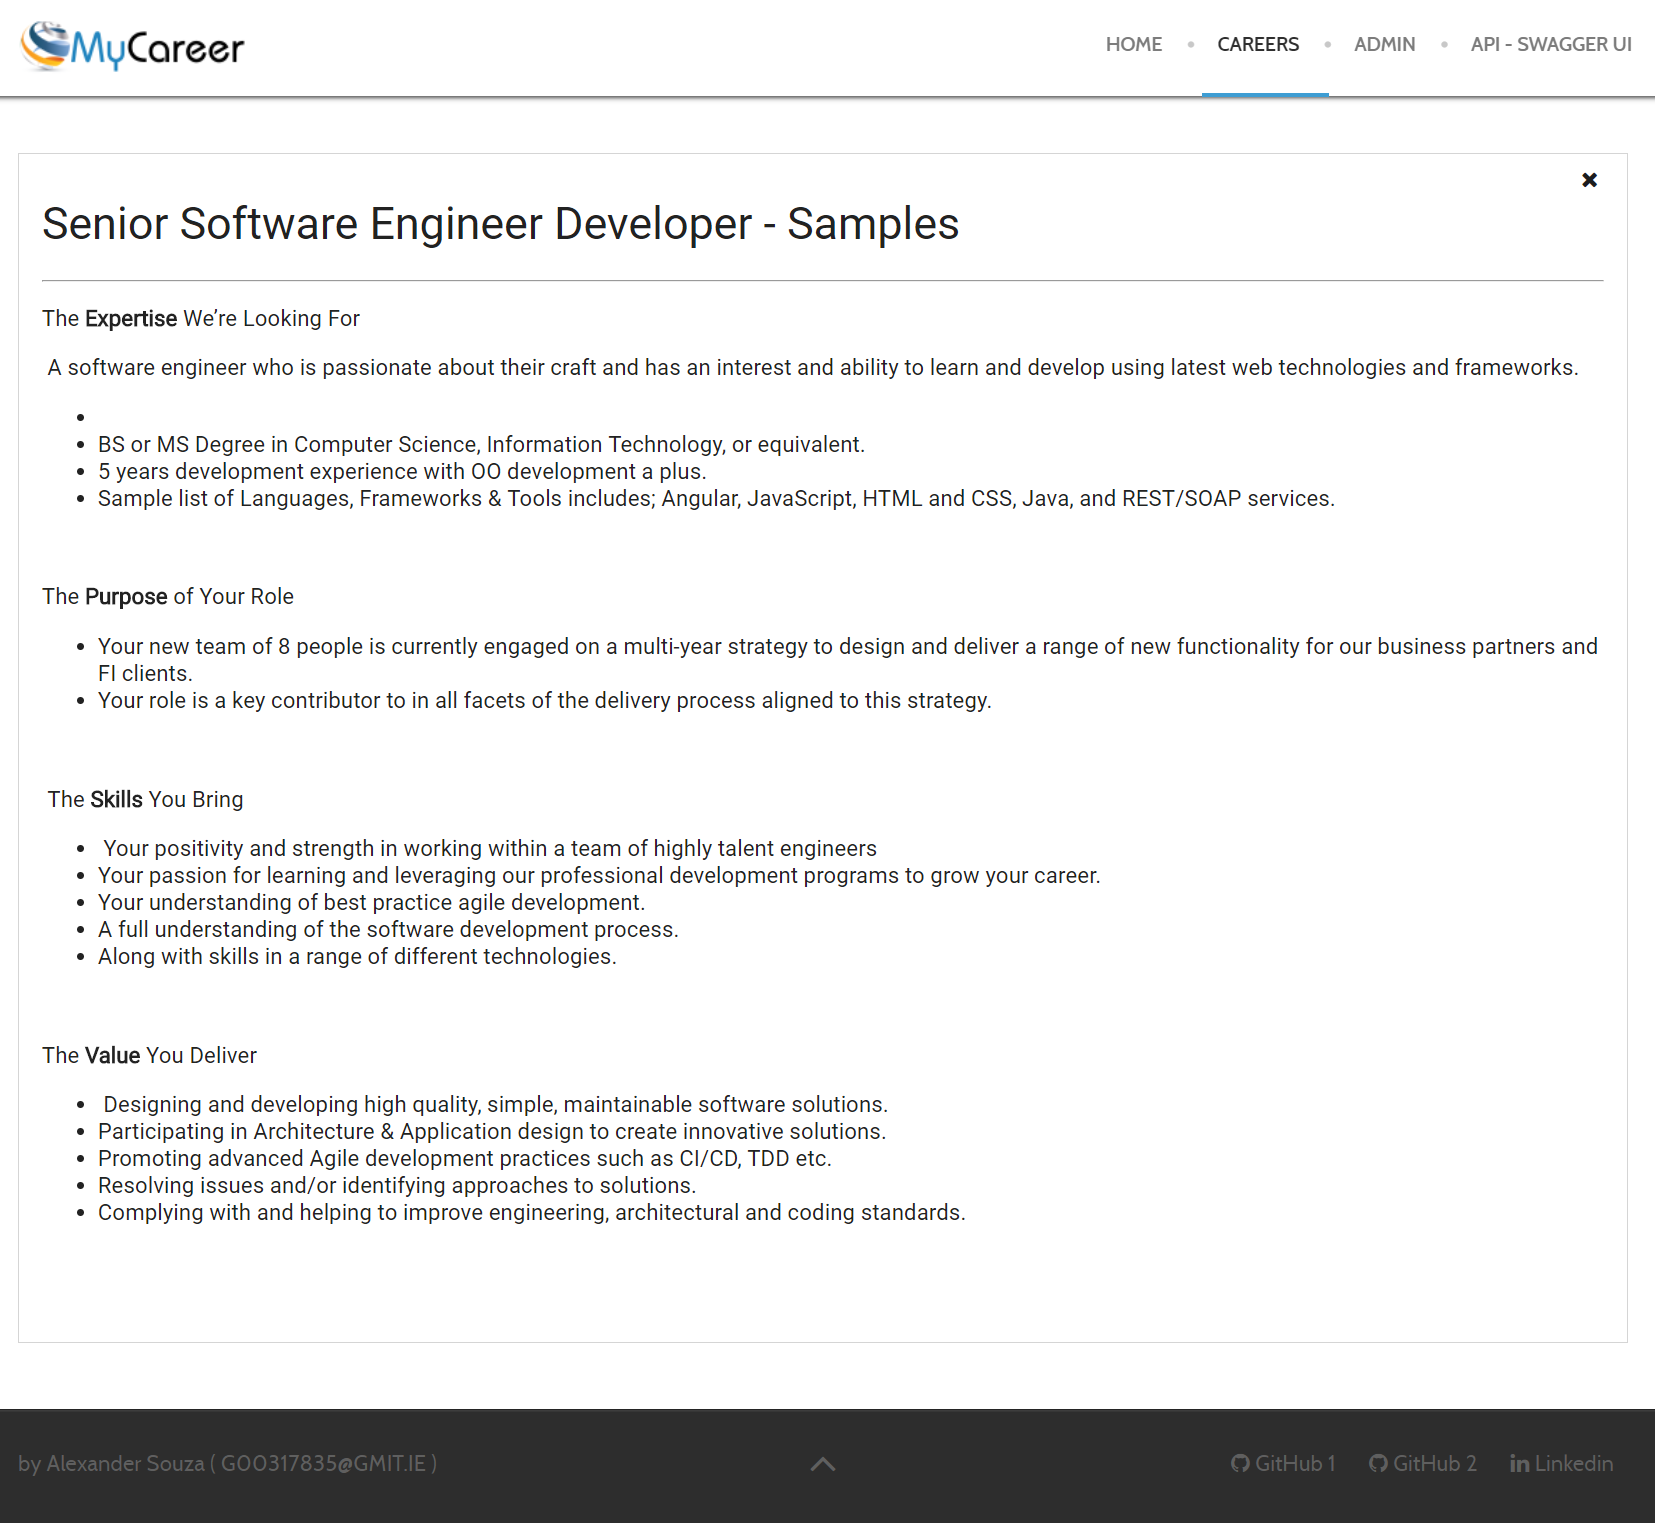 MyCareer
HOME • CAREERS • ADMIN • API - SWAGGER UI
Senior Software Engineer Developer - Samples
The Expertise We’re Looking For
A software engineer who is passionate about their craft and has an interest and ability to learn and develop using latest web technologies and frameworks.
•
• BS or MS Degree in Computer Science, Information Technology, or equivalent.
• 5 years development experience with OO development a plus.
• Sample list of Languages, Frameworks & Tools includes; Angular, JavaScript, HTML and CSS, Java, and REST/SOAP services.
The Purpose of Your Role
• Your new team of 8 people is currently engaged on a multi-year strategy to design and deliver a range of new functionality for our business partners and
FI clients.
• Your role is a key contributor to in all facets of the delivery process aligned to this strategy.
The Skills You Bring
• Your positivity and strength in working within a team of highly talent engineers
• Your passion for learning and leveraging our professional development programs to grow your career.
• Your understanding of best practice agile development.
• A full understanding of the software development process.
• Along with skills in a range of different technologies.
The Value You Deliver
• Designing and developing high quality, simple, maintainable software solutions.
• Participating in Architecture & Application design to create innovative solutions.
• Promoting advanced Agile development practices such as CI/CD, TDD etc.
• Resolving issues and/or identifying approaches to solutions.
• Complying with and helping to improve engineering, architectural and coding standards.
by Alexander Souza ( G00317835@GMIT.IE ) GitHub 1 GitHub 2 Linkedin